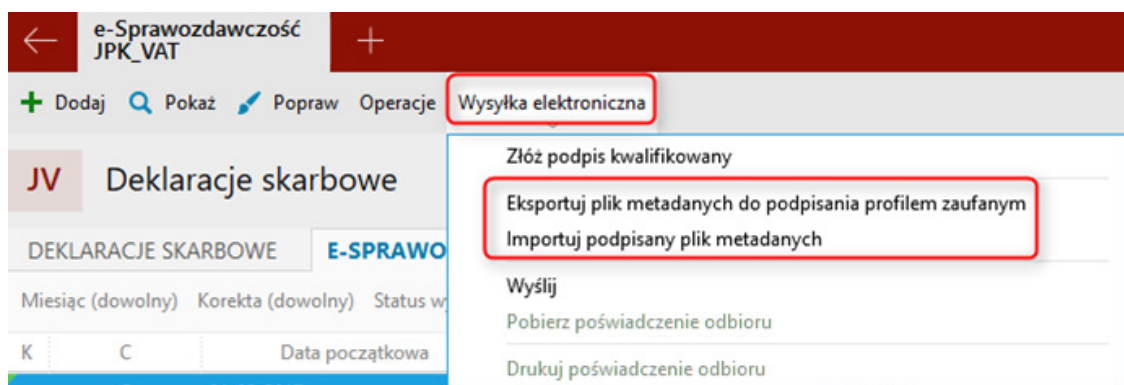 e-Sprawozdawczość
JPK_VAT
Dodaj Pokaż Popraw Operacje Wysyłka elektroniczna
Złóż podpis kwalifikowany
JV Deklaracje skarbowe
Eksportuj plik metadanych do podpisania profilem zaufanym
Importuj podpisany plik metadanych
DEKLARACJE SKARBOWE E-SPRAWO
Wyślij
Miesiąc (dowolny) Korekta (dowolny) Status w
Pobierz poświadczenie odbioru
K C Data początkowa
Drukuj poświadczenie odbioru